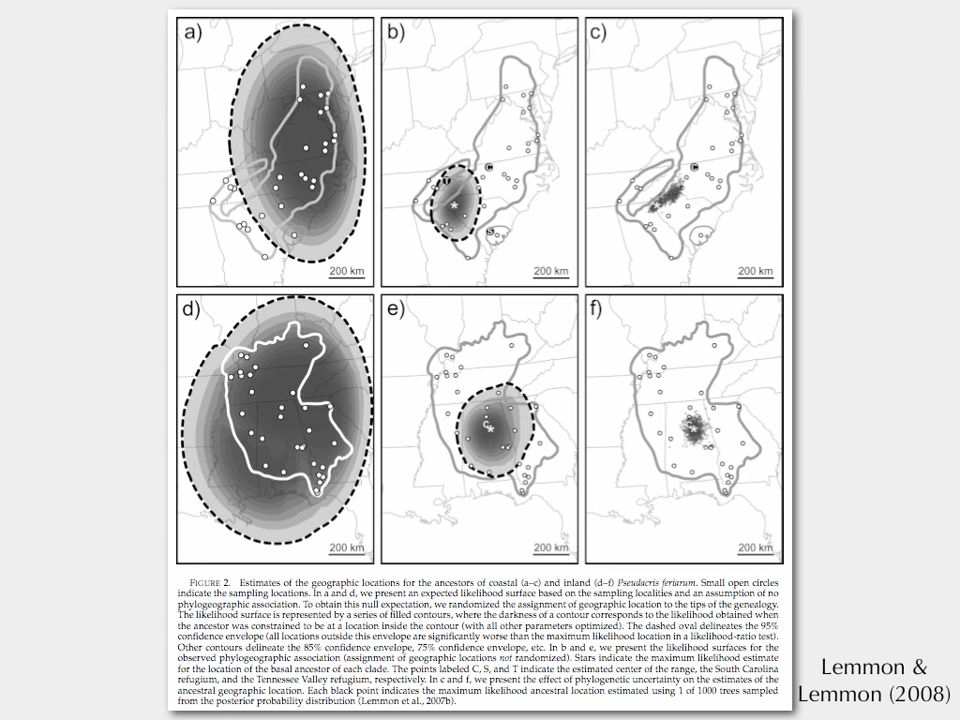 a)
b)
c)
C
T
S
C
200 km
200 km
200 km
d)
e)
f)
C
200 km
200 km
200 km
FIGURE 2. Estimates of the geographic locations for the ancestors of coastal (a–c) and inland (d–f) Pseudacris feriarum. Small open circles
indicate the sampling locations. In a and d, we present an expected likelihood surface based on the sampling localities and an assumption of no
phylogeographic association. To obtain this null expectation, we randomized the assignment of geographic location to the tips of the genealogy.
The likelihood surface is represented by a series of filled contours, where the darkness of a contour corresponds to the likelihood obtained when
the ancestor was constrained to be at a location inside the contour (with all other parameters optimized). The dashed oval delineates the 95%
confidence envelope (all locations outside this envelope are significantly worse than the maximum likelihood location in a likelihood-ratio test).
Other contours delineate the 85% confidence envelope, 75% confidence envelope, etc. In b and e, we present the likelihood surfaces for the
observed phylogeographic association (assignment of geographic locations not randomized). Stars indicate the maximum likelihood estimate
for the location of the basal ancestor of each clade. The points labeled C, S, and T indicate the estimated center of the range, the South Carolina
refugium, and the Tennessee Valley refugium, respectively. In c and f, we present the effect of phylogenetic uncertainty on the estimates of the
ancestral geographic location. Each black point indicates the maximum likelihood ancestral location estimated using 1 of 1000 trees sampled
from the posterior probability distribution (Lemmon et al., 2007b).
Lemmon &
Lemmon (2008)